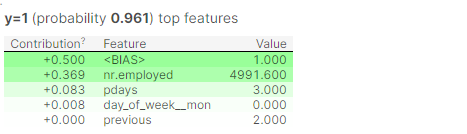 y=1 (probability 0.961) top features
Contribution? Feature Value
+0.500 <BIAS> 1.000
+0.369 nr.employed 4991.600
+0.083 pdays 3.000
+0.008 day_of_week__mon 0.000
+0.000 previous 2.000